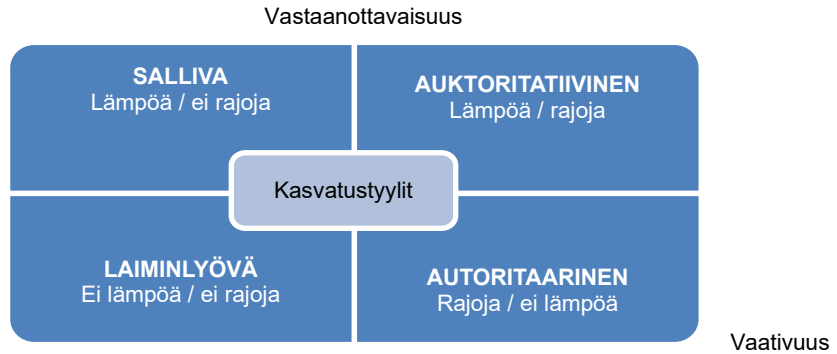 Vastaanottavaisuus
SALLIVA
Lämpöä / ei rajoja
AUKTORITATIIVINEN
Lämpöä / rajoja
Kasvatustyylit
LAIMINLYÖVÄ
Ei lämpöä / ei rajoja
AUTORITAARINEN
Rajoja / ei lämpöä
Vaativuus